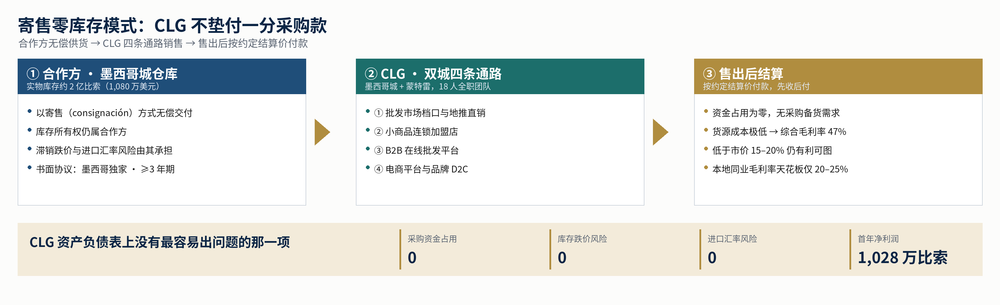 寄售零库存模式：CLG 不垫付一分采购款
合作方无偿供货 → CLG 四条通路销售 → 售出后按约定结算价付款
① 合作方 · 墨西哥城仓库
实物库存约 2 亿比索（1,080 万美元）
以寄售（consignación）方式无偿交付
库存所有权仍属合作方
滞销跌价与进口汇率风险由其承担
书面协议：墨西哥独家 · ≥3 年期
② CLG · 双城四条通路
墨西哥城 + 蒙特雷，18 人全职团队
① 批发市场档口与地推直销
② 小商品连锁加盟店
③ B2B 在线批发平台
④ 电商平台与品牌 D2C
③ 售出后结算
按约定结算价付款，先收后付
资金占用为零，无采购备货需求
货源成本极低 → 综合毛利率 47%
低于市价 15–20% 仍有利可图
本地同业毛利率天花板仅 20–25%
CLG 资产负债表上没有最容易出问题的那一项
采购资金占用
0
库存跌价风险
0
进口汇率风险
0
首年净利润
1,028 万比索